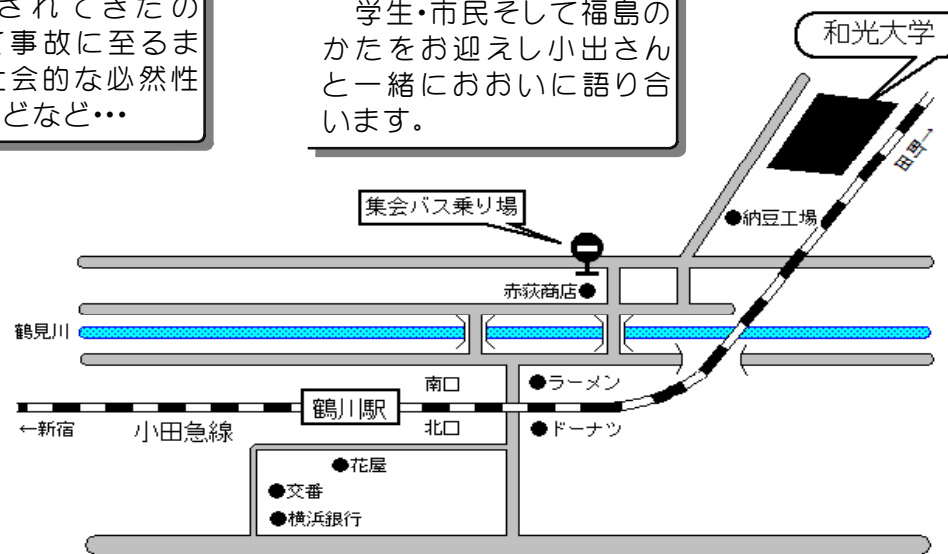 されてきたの
て事故に至るま
社会的な必然性
どなど・・・
学生・市民そして福島の
かたをお迎えし小出さん
と一緒におおいに語り合
います。
和光大学
町田→
集会バス乗り場
●納豆工場
赤荻商店●
鶴見川
南口
●ラーメン
鶴川駅
←新宿
小田急線
北口
●ドーナツ
●花屋
●交番
●横浜銀行